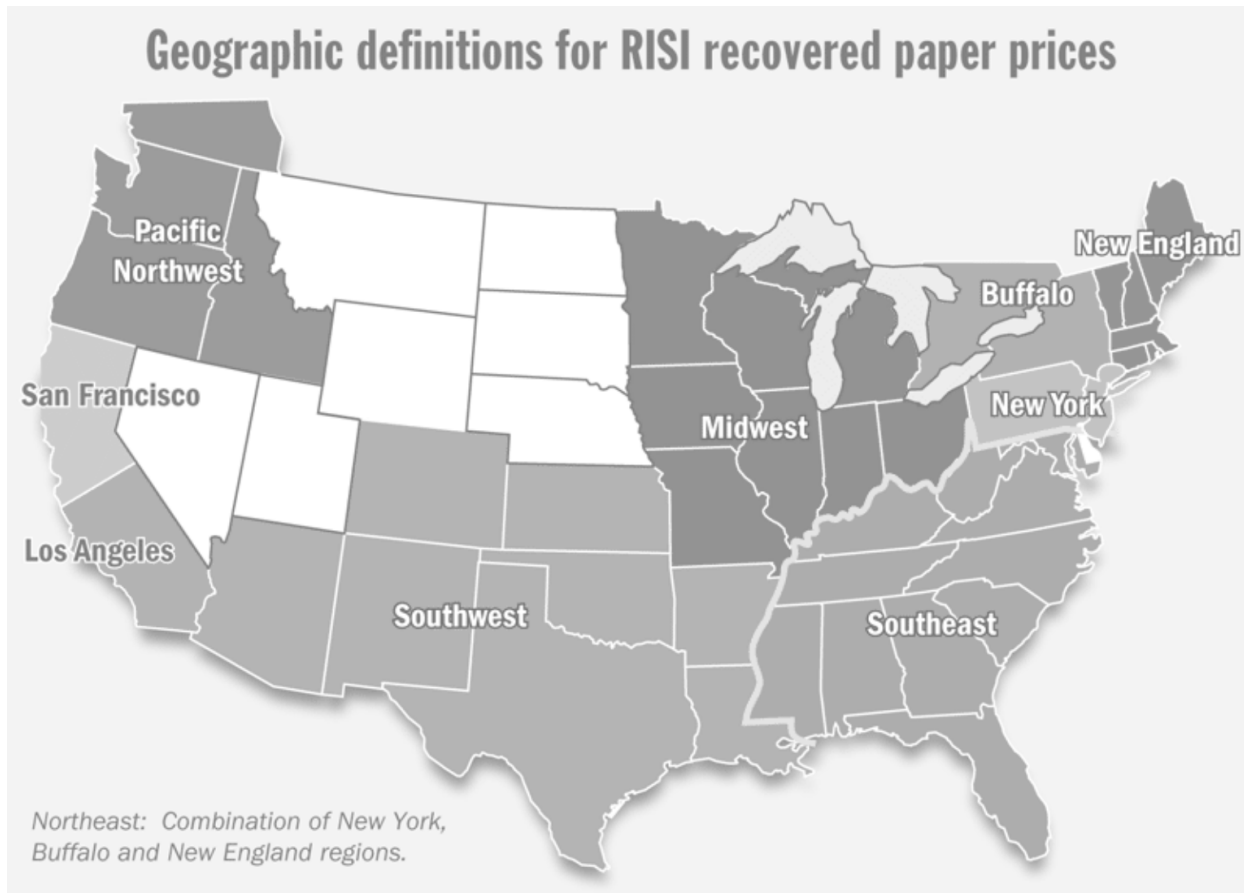 Geographic definitions for RISI recovered paper prices
Pacific
Northwest
New England
Buffalo
San Francisco
New York
Midwest
Los Angeles
Southwest
Southeast
Northeast: Combination of New York,
Buffalo and New England regions.